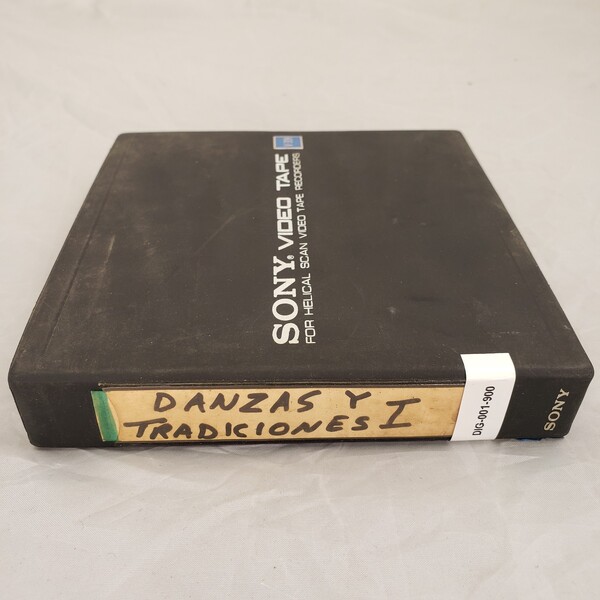 SONY® VIDEO TAPE
FOR HELICAL SCAN VIDEO TAPE RECORDERS
DANZAS Y
TRADICIONES I
DIG-001-900
SONY